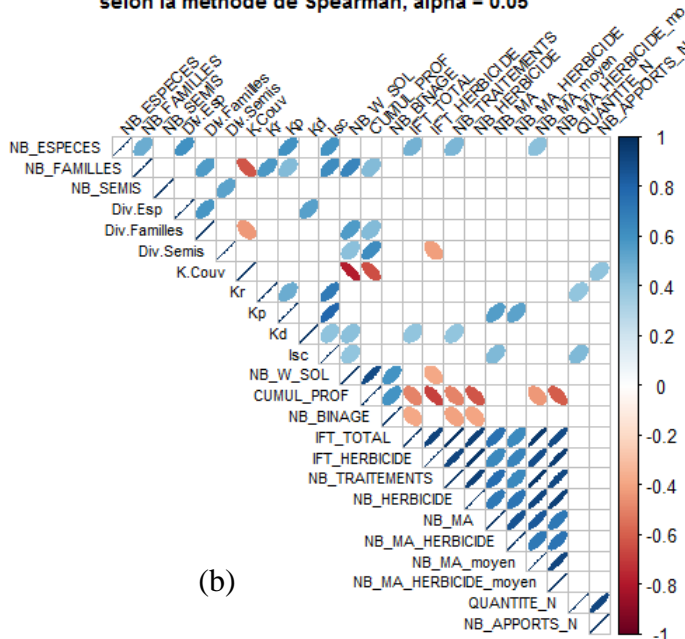 selon la méthode de Spearman, alpha = 0.05
NB_ESPECES
NB_FAMILLES
NB_SEMIS
Div.Esp
Div.Familles
Div.Semis
K.Couv
Kr
Kp
Kd
Isc
NB_W_SOL
CUMUL_PROF
NB_BINAGE
IFT_TOTAL
IFT_HERBICIDE
NB_TRAITEMENTS
NB_HERBICIDE
NB_MA
NB_MA_HERBICIDE
NB_MA_moyen
NB_MA_HERBICIDE_mo
QUANTITE_N
NB_APPORTS_N
NB_ESPECES
NB_FAMILLES
NB_SEMIS
Div.Esp
Div.Familles
Div.Semis
K.Couv
Kr
Kp
Kd
Isc
NB_W_SOL
CUMUL_PROF
NB_BINAGE
IFT_TOTAL
IFT_HERBICIDE
NB_TRAITEMENTS
NB_HERBICIDE
NB_MA
NB_MA_HERBICIDE
NB_MA_moyen
NB_MA_HERBICIDE_moyen
QUANTITE_N
NB_APPORTS_N
1
0.8
0.6
0.4
0.2
0
-0.2
-0.4
-0.6
-0.8
-1
(b)